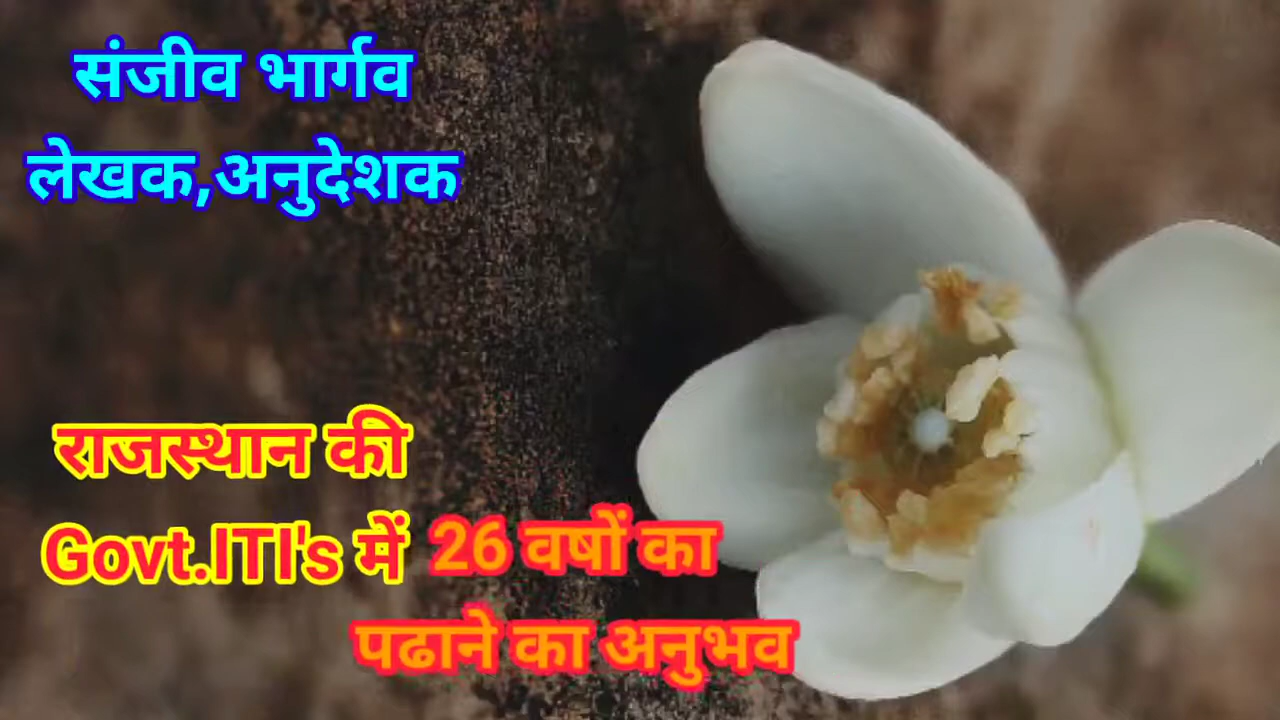 संजीव भार्गव
लेखक,अनुदेशक
राजस्थान की
Govt.ITI's में 26 वर्षो का
पढाने का अनुभव